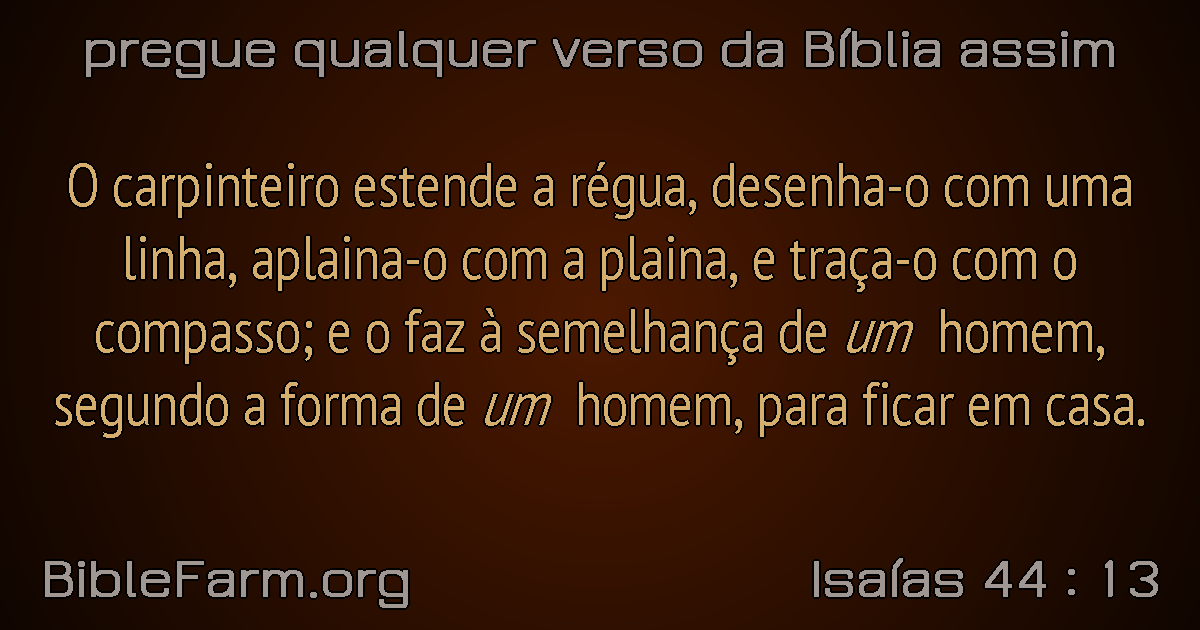 pregue qualquer verso da Bíblia assim
O carpinteiro estende a régua, desenha-o com uma
linha, aplaina-o com a plaina, e traça-o com o
compasso; e o faz à semelhança de um homem,
segundo a forma de um homem, para ficar em casa.
BibleFarm.org
Isaías 44 : 13